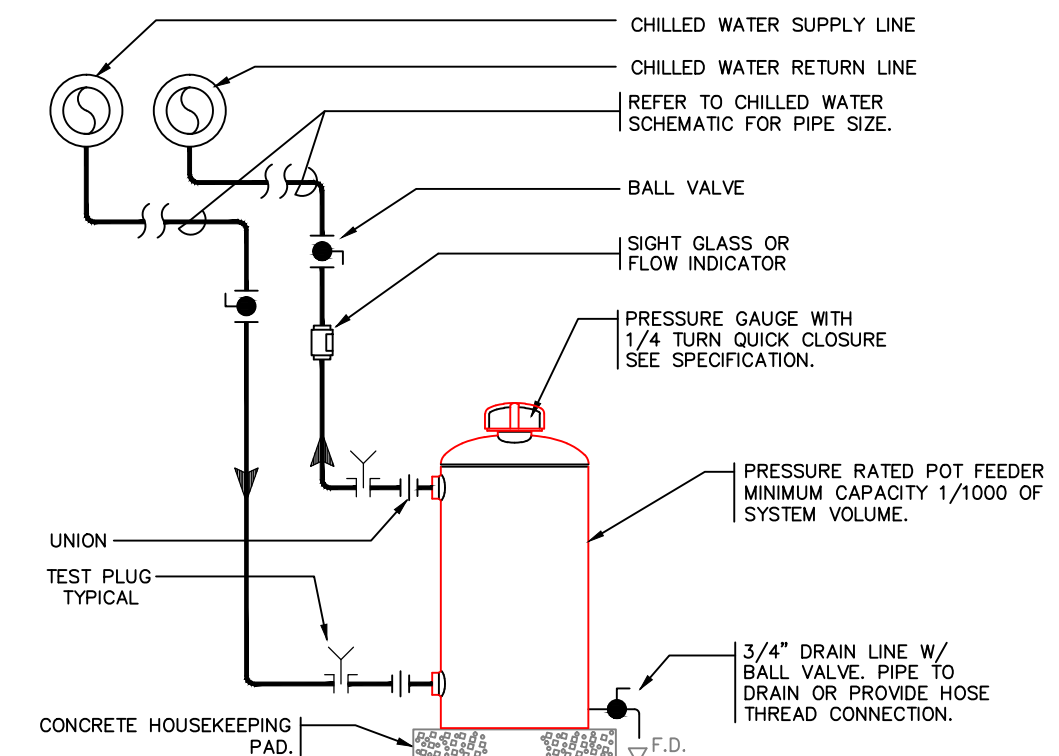 CHILLED WATER SUPPLY LINE
CHILLED WATER RETURN LINE
REFER TO CHILLED WATER
SCHEMATIC FOR PIPE SIZE.
BALL VALVE
SIGHT GLASS OR
FLOW INDICATOR
PRESSURE GAUGE WITH
1/4 TURN QUICK CLOSURE
SEE SPECIFICATION.
PRESSURE RATED POT FEEDER
MINIMUM CAPACITY 1/1000 OF
SYSTEM VOLUME.
UNION
TEST PLUG
TYPICAL
3/4" DRAIN LINE W/
BALL VALVE. PIPE TO
DRAIN OR PROVIDE HOSE
THREAD CONNECTION.
CONCRETE HOUSEKEEPING
PAD.
F.D.